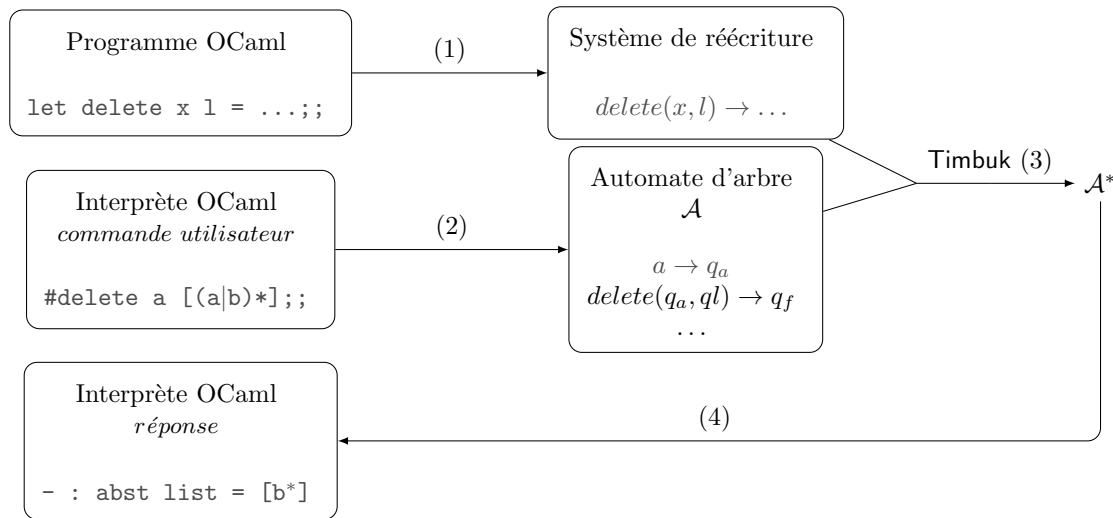 Programme OCaml
let delete x l = ...;;
(1)
Système de réécriture
delete(x, l) → . . .
Interprète OCaml
commande utilisateur
#delete a [(a|b)*];;
(2)
Automate d'arbre
𝒜
a → q_a
delete(q_a, ql) → q_f
. . .
Timbuk (3)
𝒜*
Interprète OCaml
réponse
- : abst list = [b*]
(4)